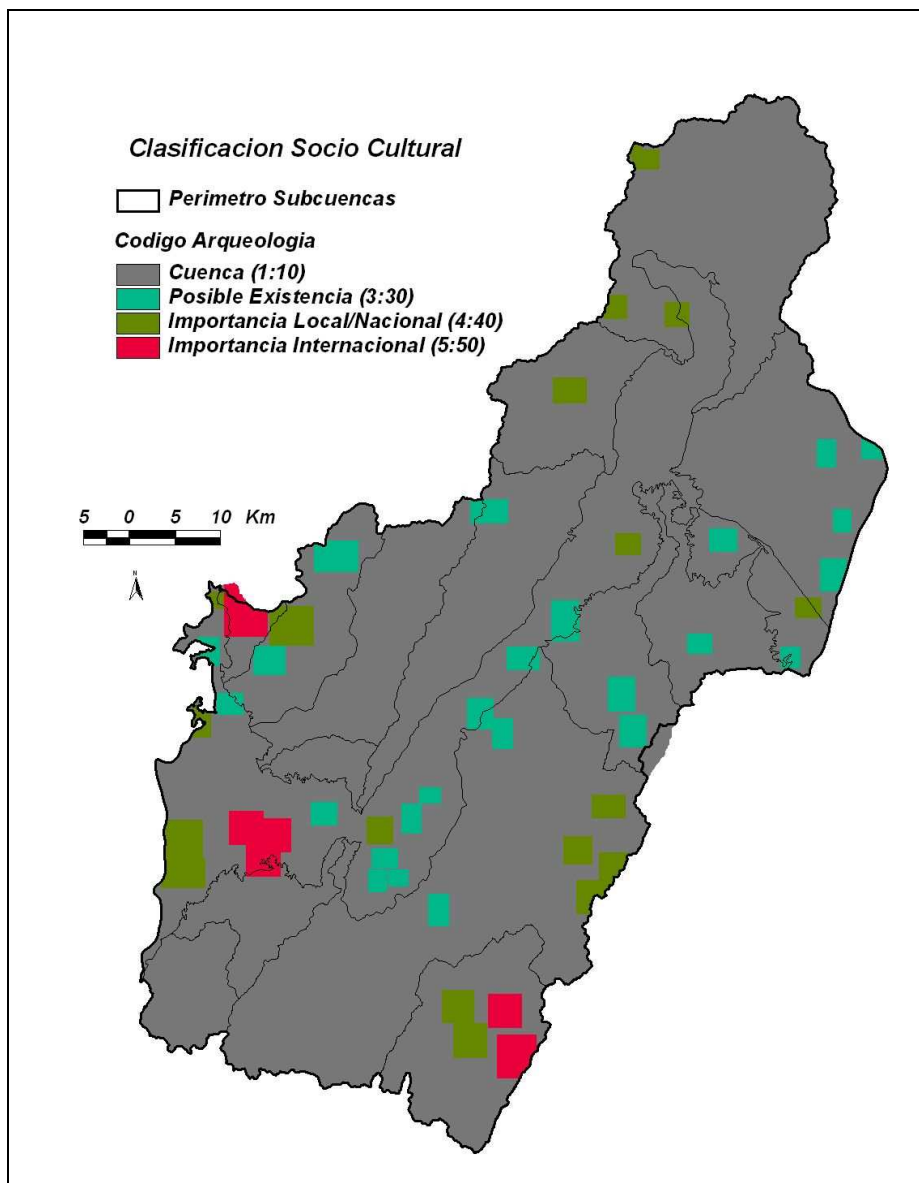 Clasificacion Socio Cultural
Perimetro Subcuencas
Codigo Arqueologia
Cuenca (1:10)
Posible Existencia (3:30)
Importancia Local/Nacional (4:40)
Importancia Internacional (5:50)
5 0 5 10 Km
N